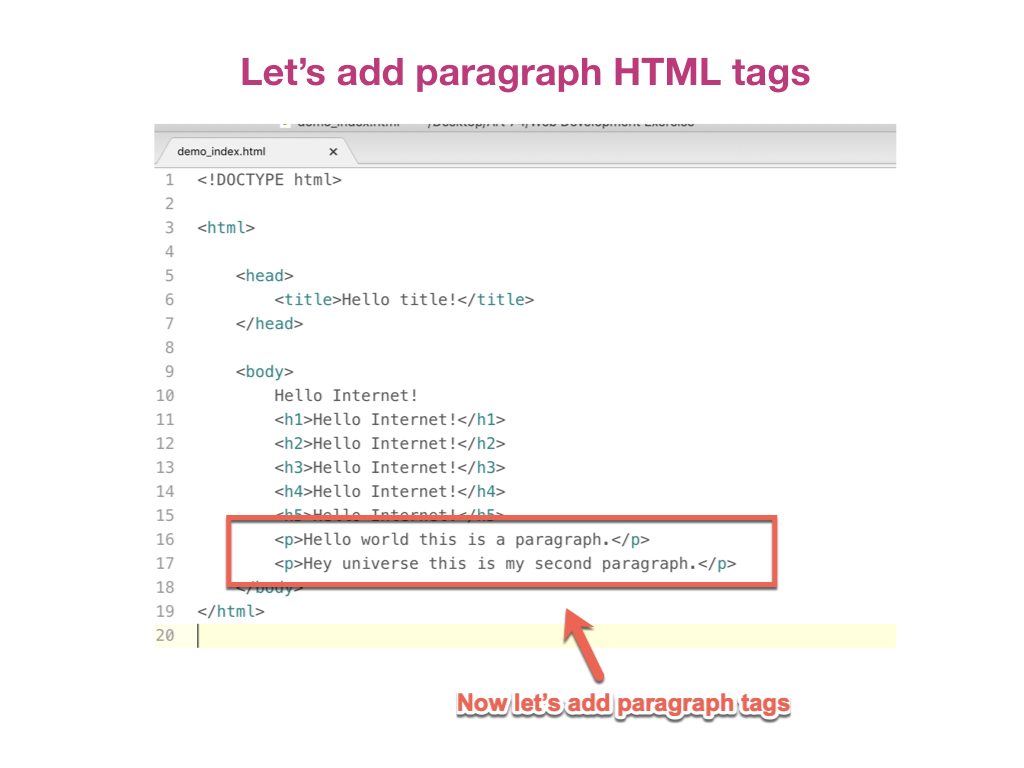 Let's add paragraph HTML tags
demo_index.html
demo_index.html ×
1 <!DOCTYPE html>
2
3 <html>
4
5 <head>
6 <title>Hello title!</title>
7 </head>
8
9 <body>
10 Hello Internet!
11 <h1>Hello Internet!</h1>
12 <h2>Hello Internet!</h2>
13 <h3>Hello Internet!</h3>
14 <h4>Hello Internet!</h4>
15 <h5>Hello Internet!</h5>
16 <p>Hello world this is a paragraph.</p>
17 <p>Hey universe this is my second paragraph.</p>
18 </body>
19 </html>
20
Now let's add paragraph tags